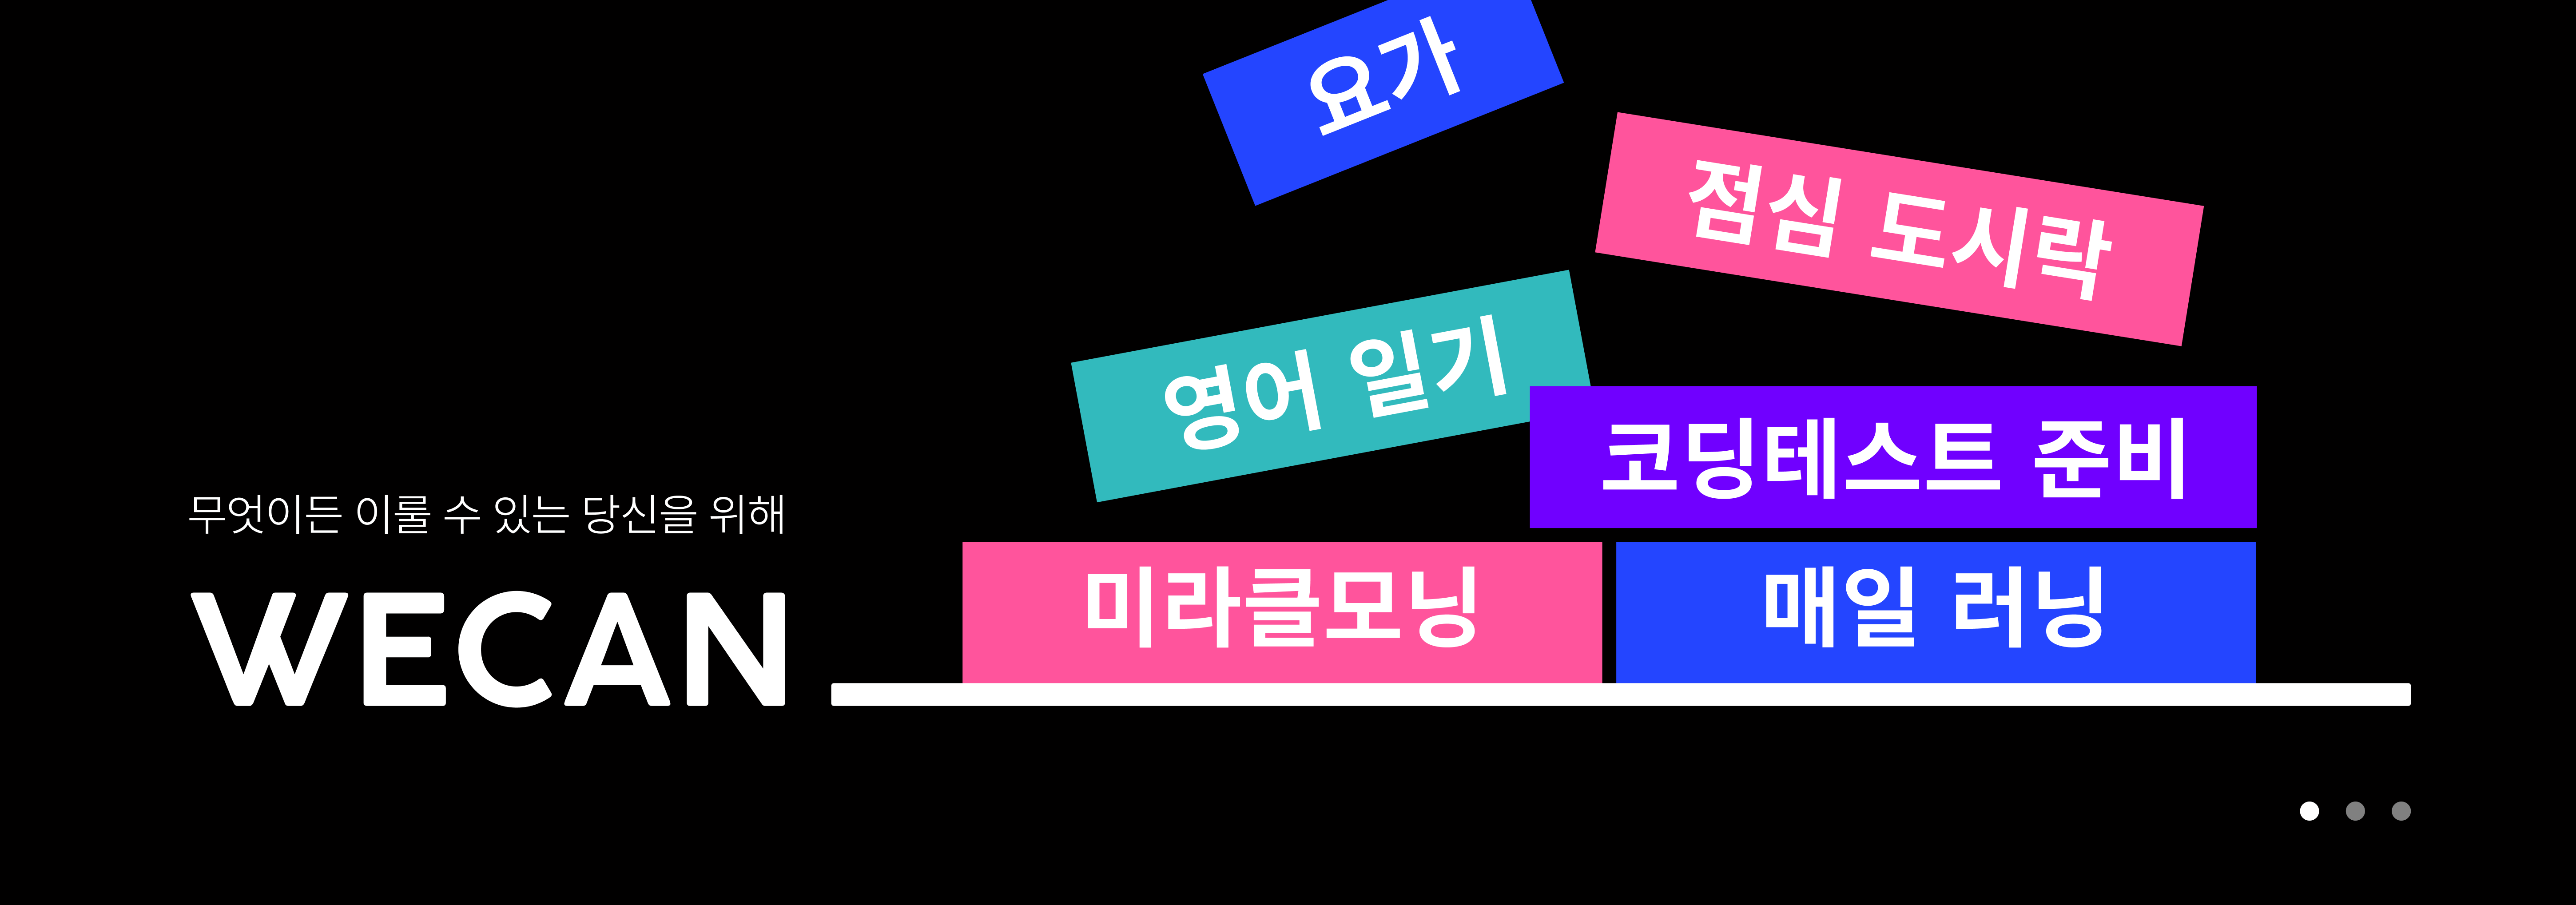 요가
점심 도시락
영어 일기
코딩테스트 준비
무엇이든 이룰 수 있는 당신을 위해
WECAN
미라클모닝
매일 러닝